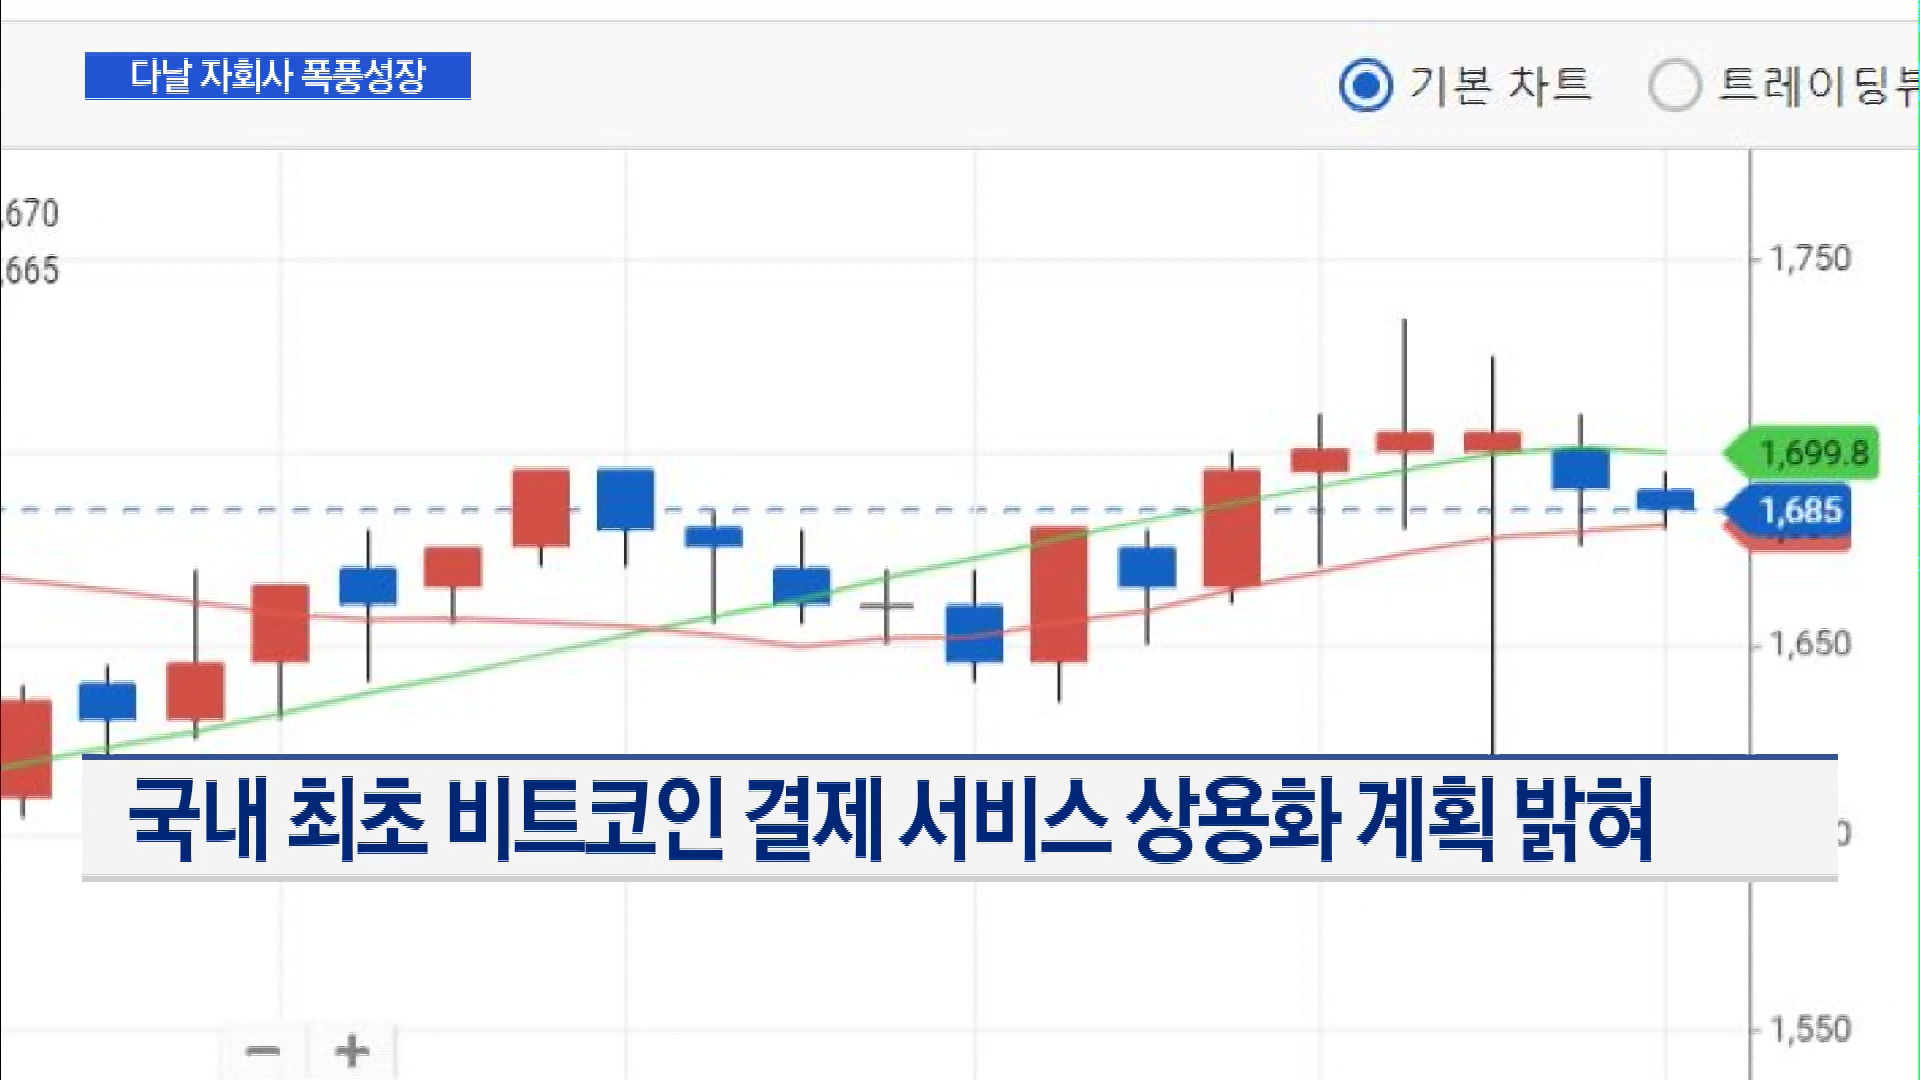 다날 자회사 폭풍성장
기본 차트
트레이딩뷰
,670
,665
1,750
1,699.8
1,685
1,650
국내 최초 비트코인 결제 서비스 상용화 계획 밝혀
0
1,550